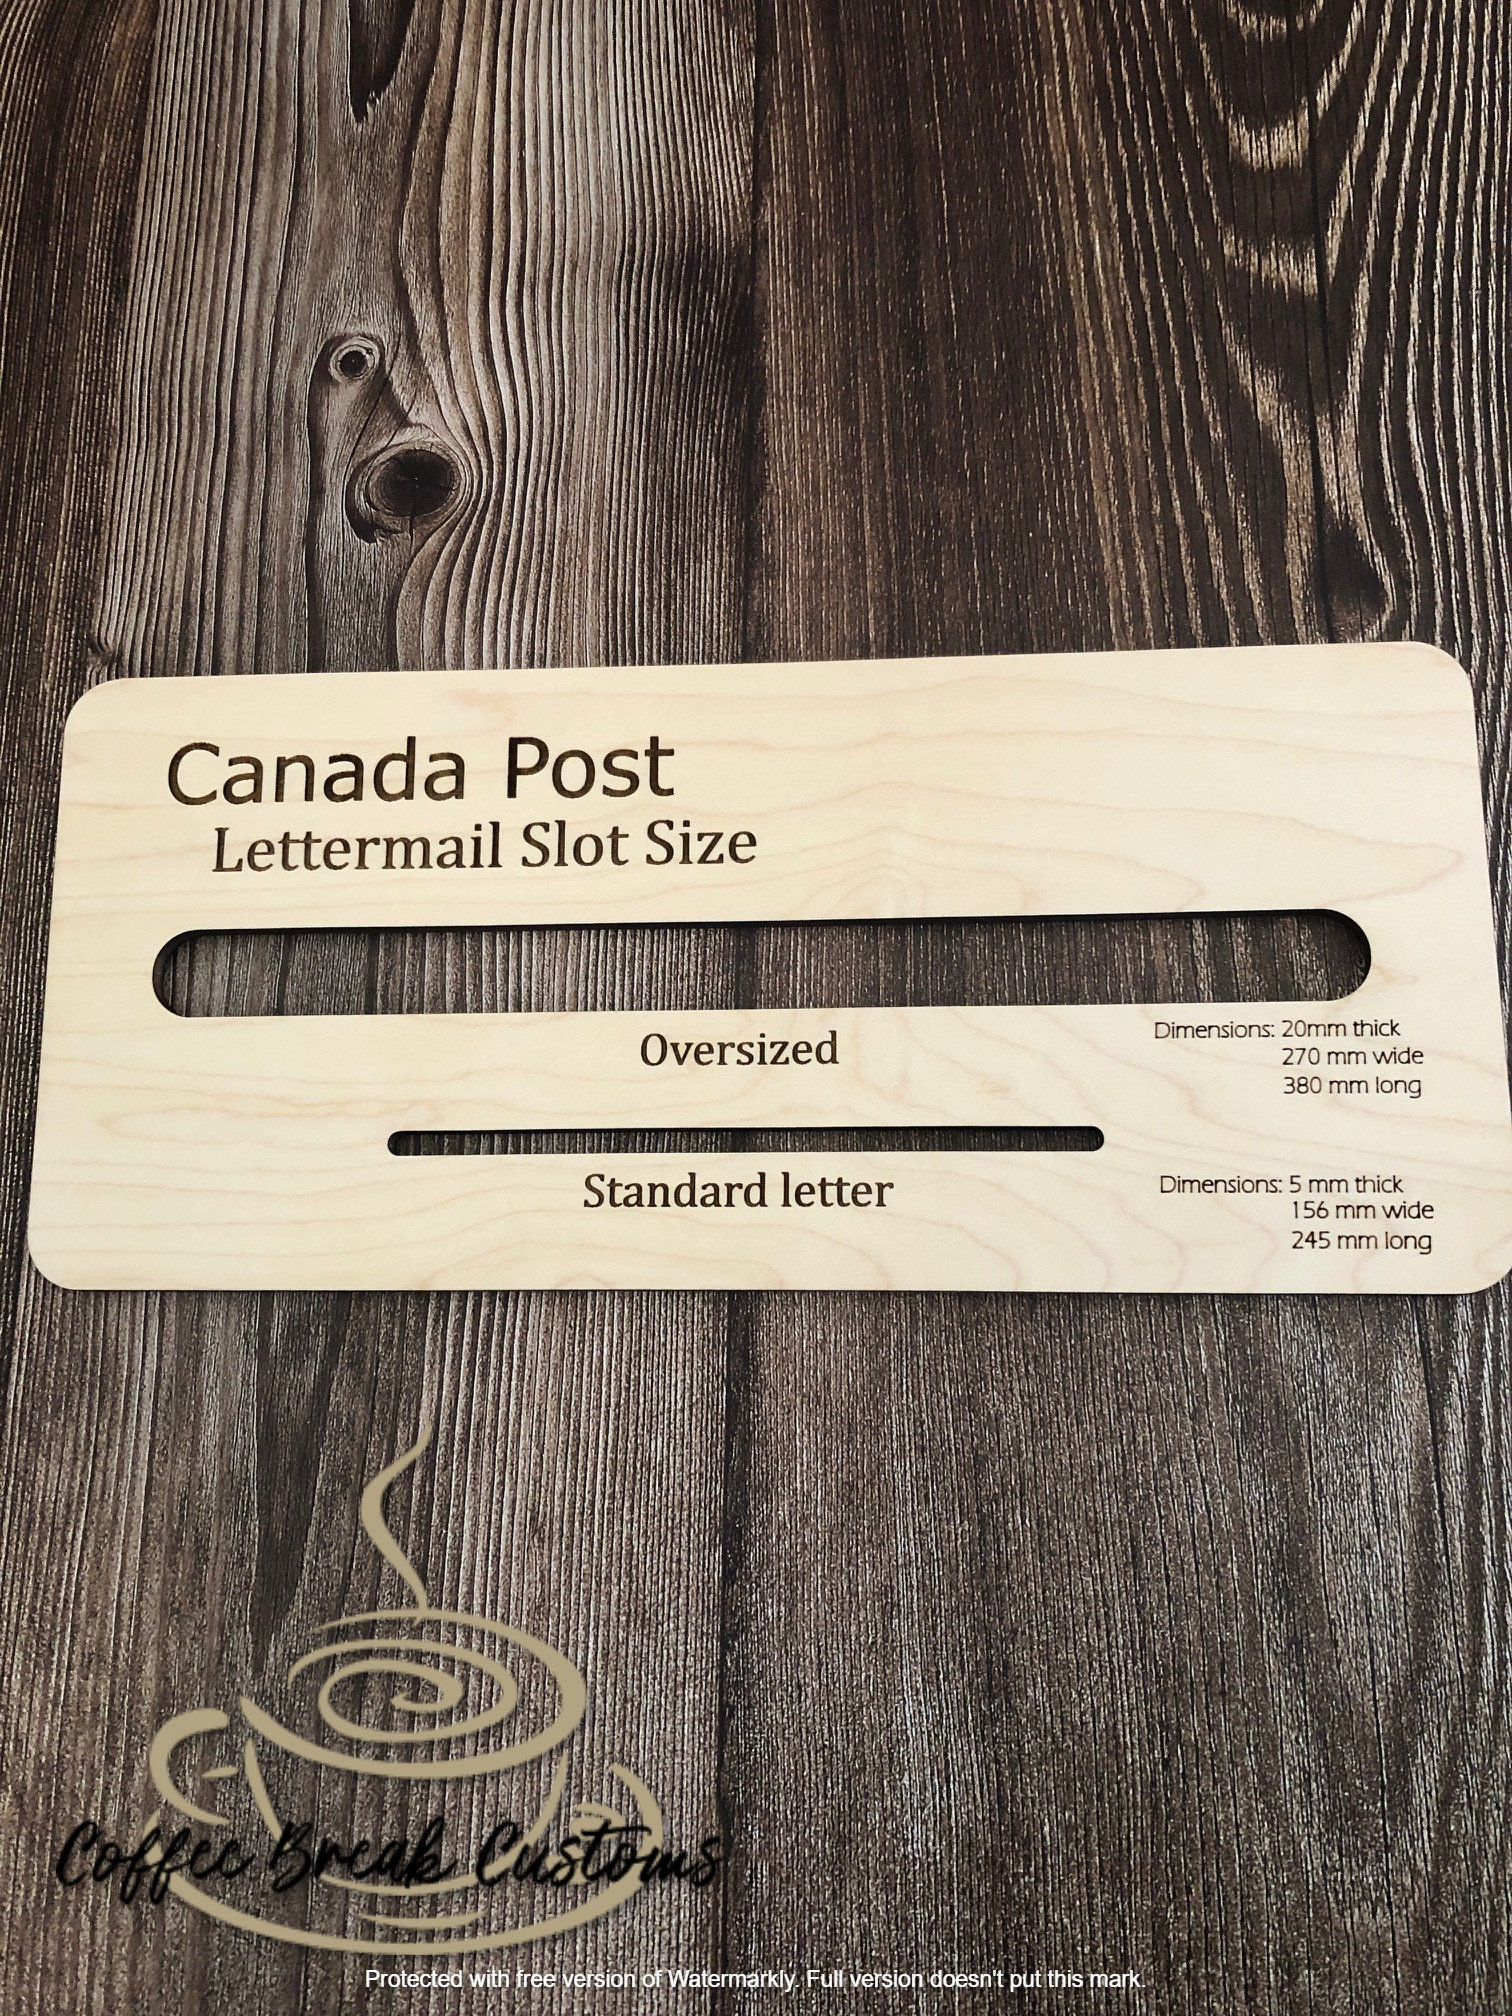 Canada Post
Lettermail Slot Size
Oversized
Dimensions: 20mm thick
270 mm wide
380 mm long
Standard letter
Dimensions: 5 mm thick
156 mm wide
245 mm long
Coffee Break Customs
Protected with free version of Watermarkly. Full version doesn't put this mark.